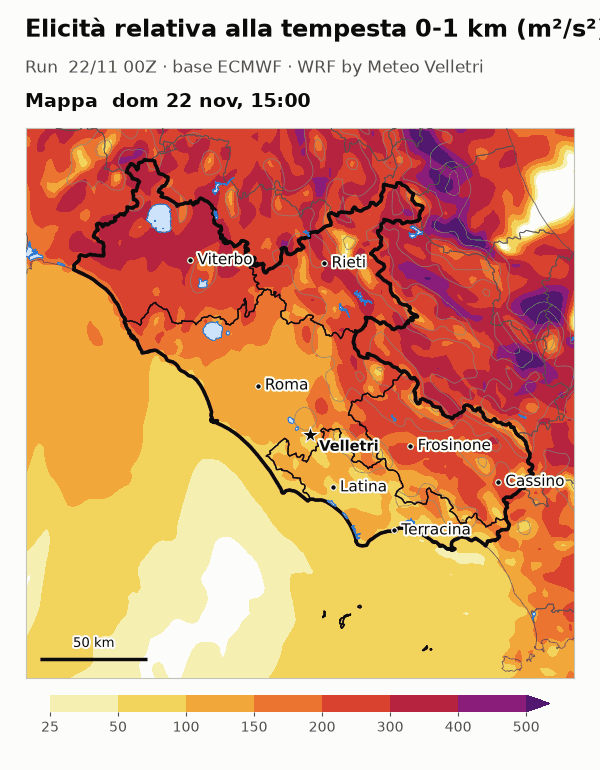 Elicità relativa alla tempesta 0-1 km (m²/s²)
Run 22/11 00Z · base ECMWF · WRF by Meteo Velletri
Mappa dom 22 nov, 15:00
Viterbo
Rieti
Roma
Velletri
Frosinone
Cassino
Latina
Terracina
50 km
25 50 100 150 200 300 400 500